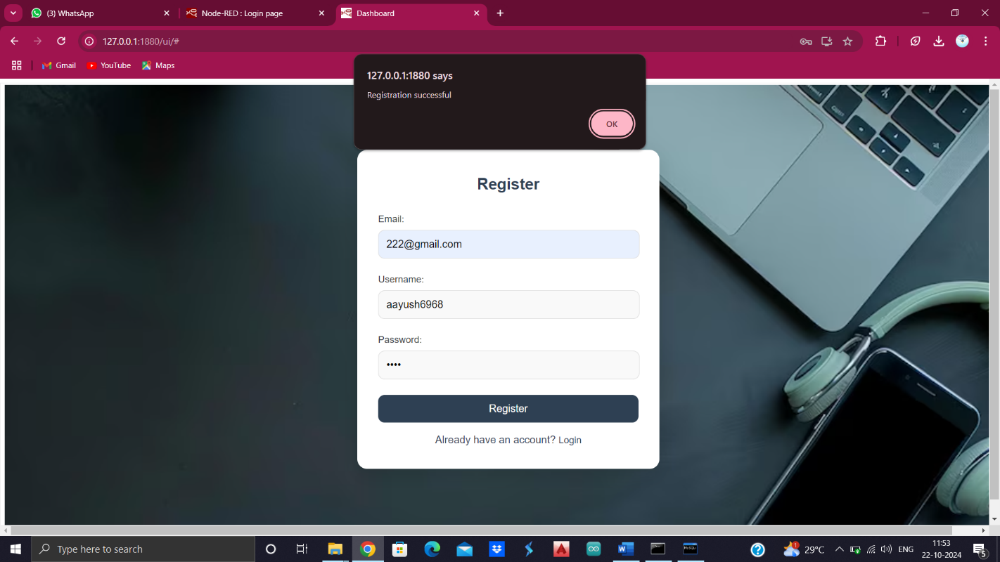 (3) WhatsApp
Node-RED : Login page
Dashboard
127.0.0.1:1880/ui/#
Gmail
YouTube
Maps
127.0.0.1:1880 says
Registration successful
OK
Register
Email:
222@gmail.com
Username:
aayush6968
Password:
••••
Register
Already have an account? Login
Type here to search
1
29°C
ENG
11:53
22-10-2024
5